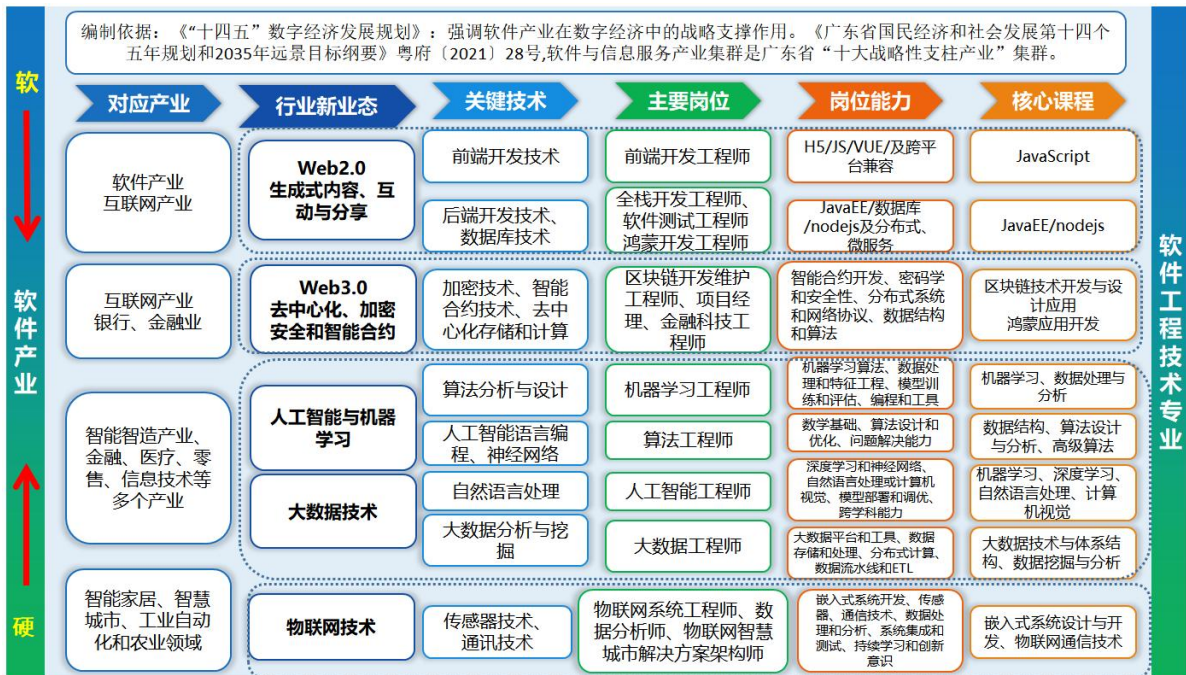 编制依据：《“十四五”数字经济发展规划》：强调软件产业在数字经济中的战略支撑作用。《广东省国民经济和社会发展第十四个
五年规划和2035年远景目标纲要》粤府〔2021〕28号,软件与信息服务产业集群是广东省“十大战略性支柱产业”集群。
软
软件产业
硬
对应产业
行业新业态
关键技术
主要岗位
岗位能力
核心课程
软件产业
互联网产业
Web2.0
生成式内容、互
动与分享
前端开发技术
前端开发工程师
H5/JS/VUE/及跨平
台兼容
JavaScript
后端开发技术、
数据库技术
全栈开发工程师、
软件测试工程师
鸿蒙开发工程师
JavaEE/数据库
/nodejs及分布式、
微服务
JavaEE/nodejs
互联网产业
银行、金融业
Web3.0
去中心化、加密
安全和智能合约
加密技术、智能
合约技术、去中
心化存储和计算
区块链开发维护
工程师、项目经
理、金融科技工
程师
智能合约开发、密码学
和安全性、分布式系统
和网络协议、数据结构
和算法
区块链技术开发与设
计应用
鸿蒙应用开发
智能智造产业、
金融、医疗、零
售、信息技术等
多个产业
人工智能与机器
学习
算法分析与设计
机器学习工程师
机器学习算法、数据处
理和特征工程、模型训
练和评估、编程和工具
机器学习、数据处理与
分析
人工智能语言编
程、神经网络
算法工程师
数学基础、算法设计和
优化、问题解决能力
数据结构、算法设计
与分析、高级算法
大数据技术
自然语言处理
人工智能工程师
深度学习和神经网络、
自然语言处理或计算机
视觉、模型部署和调优、
跨学科能力
机器学习、深度学习、
自然语言处理、计算
机视觉
大数据分析与挖
掘
大数据工程师
大数据平台和工具、数据
存储和处理、分布式计算、
数据流水线和ETL
大数据技术与体系结
构、数据挖掘与分析
智能家居、智慧
城市、工业自动
化和农业领域
物联网技术
传感器技术、
通讯技术
物联网系统工程师、数
据分析师、物联网智慧
城市解决方案架构师
嵌入式系统开发、传感
器、通信技术、数据处
理和分析、系统集成和
测试、持续学习和创新
意识
嵌入式系统设计与开
发、物联网通信技术
软件工程技术专业